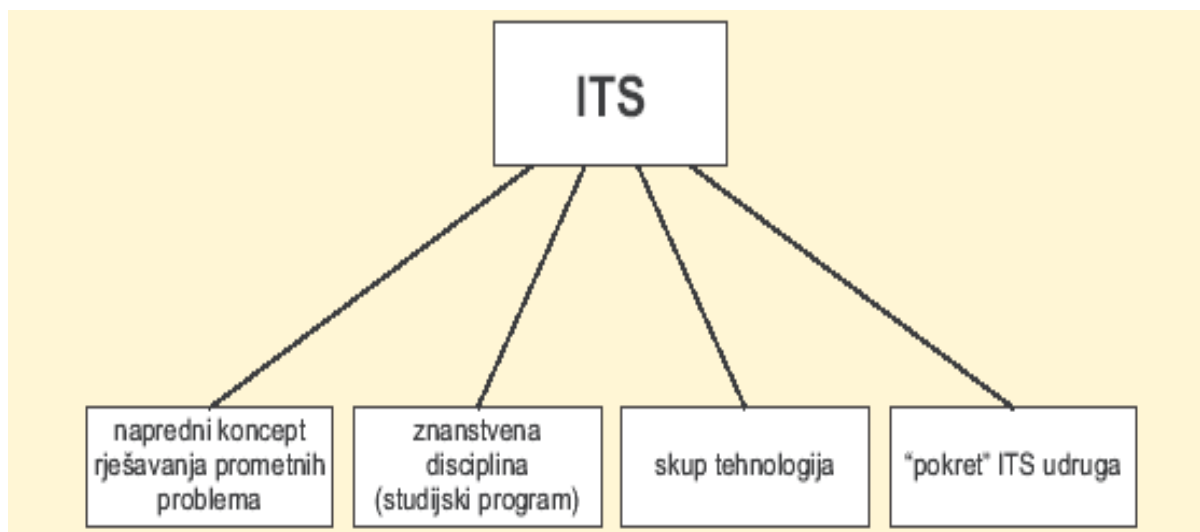 ITS
napredni koncept
rješavanja prometnih
problema
znanstvena
disciplina
(studijski program)
skup tehnologija
“pokret” ITS udruga